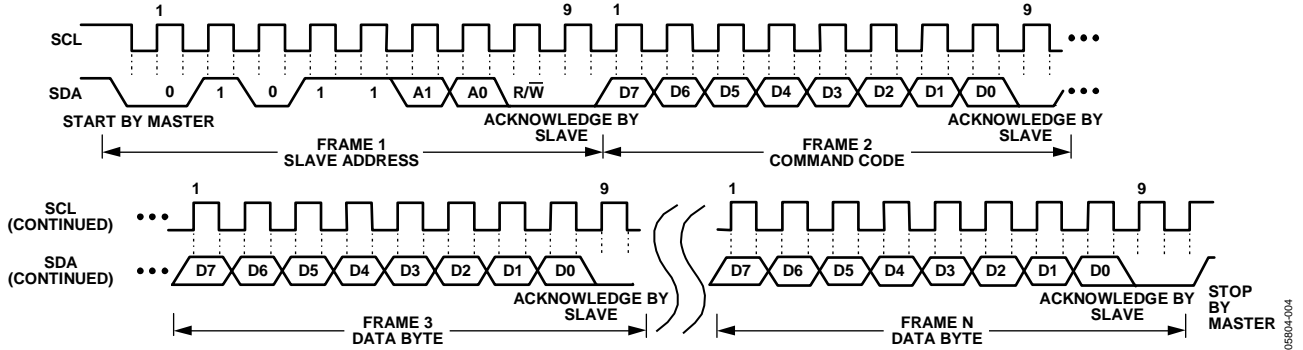 1 9 1 9
SCL
SDA 0 1 0 1 1 A1 A0 R/W̅ D7 D6 D5 D4 D3 D2 D1 D0
START BY MASTER ACKNOWLEDGE BY ACKNOWLEDGE BY
SLAVE SLAVE
FRAME 1 FRAME 2
SLAVE ADDRESS COMMAND CODE
1 9 1 9
SCL
(CONTINUED)
SDA D7 D6 D5 D4 D3 D2 D1 D0 D7 D6 D5 D4 D3 D2 D1 D0
(CONTINUED)
ACKNOWLEDGE BY ACKNOWLEDGE BY STOP
SLAVE SLAVE BY
MASTER
FRAME 3 FRAME N
DATA BYTE DATA BYTE
05804-004